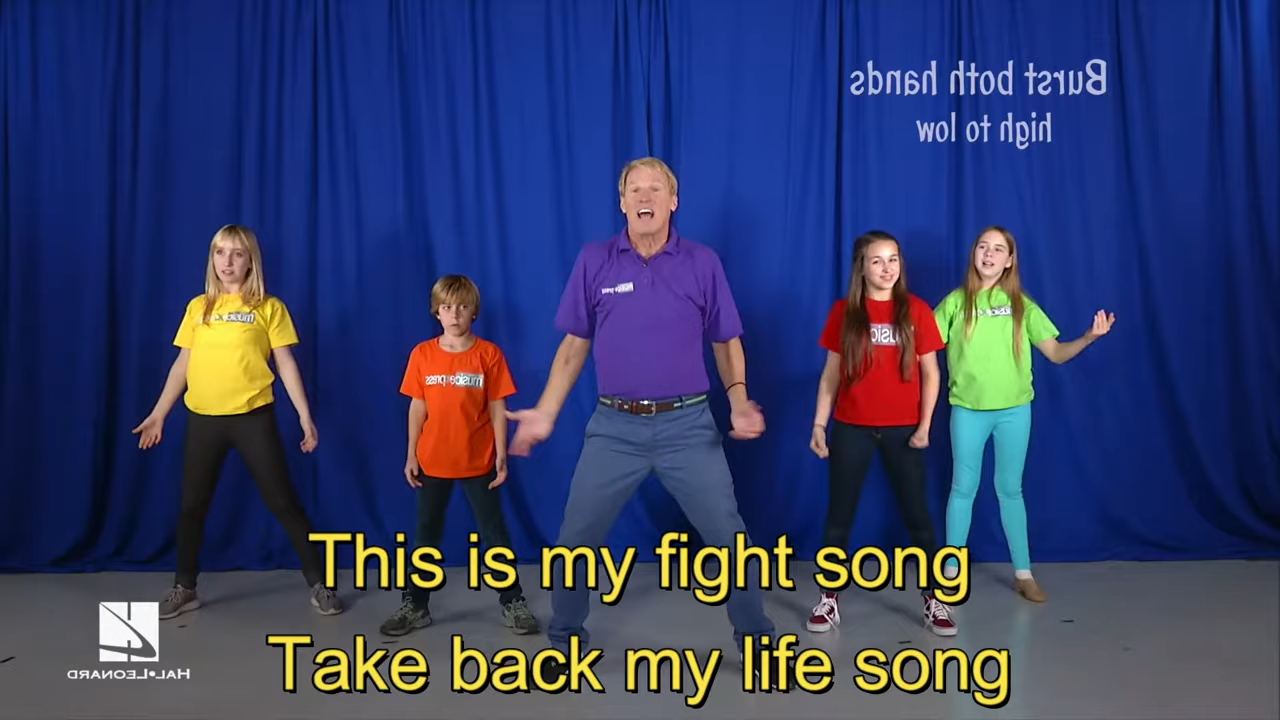 Burst both hands
high to low
This is my fight song
Take back my life song
HAL•LEONARD